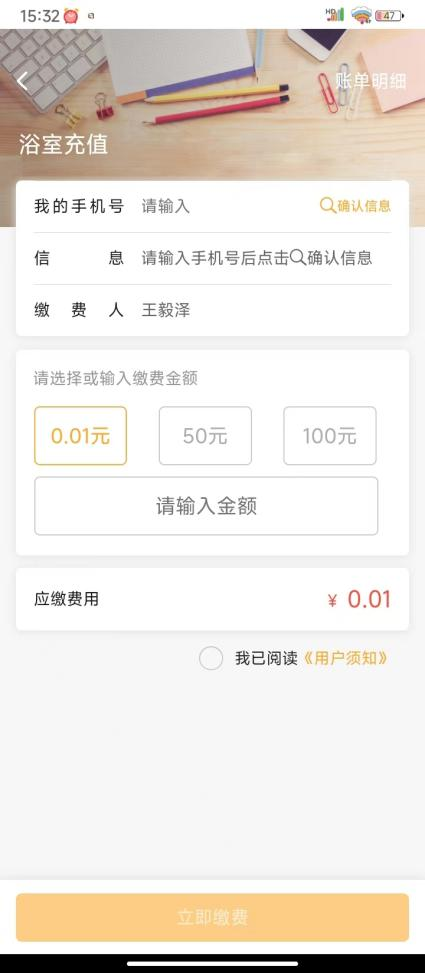 15:32
HD
47
账单明细
浴室充值
我的手机号 请输入 确认信息
信息 请输入手机号后点击确认信息
缴费人 王毅泽
请选择或输入缴费金额
0.01元 50元 100元
请输入金额
应缴费用 ¥ 0.01
我已阅读《用户须知》
立即缴费